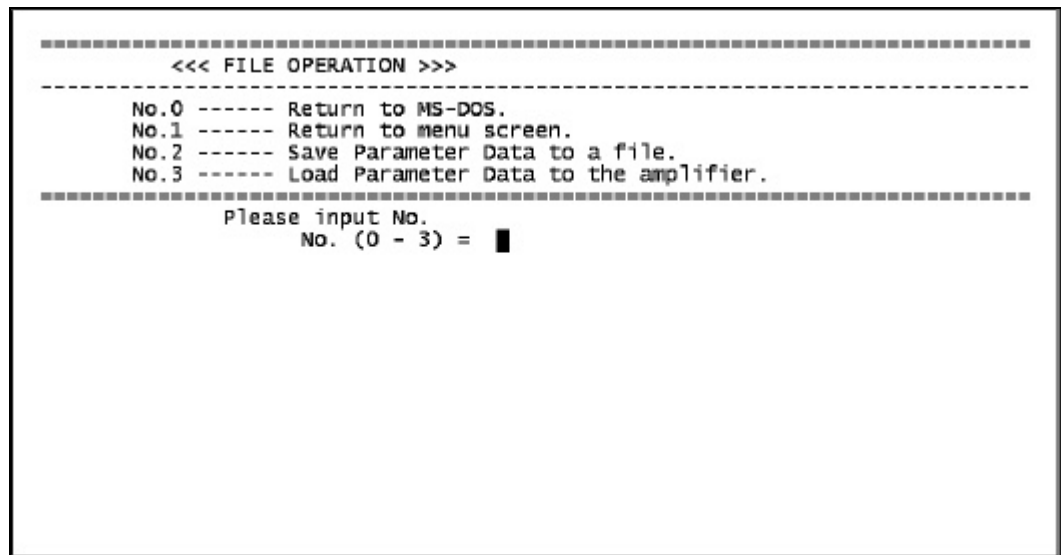 <<< FILE OPERATION >>>
No.0 ------ Return to MS-DOS.
No.1 ------ Return to menu screen.
No.2 ------ Save Parameter Data to a file.
No.3 ------ Load Parameter Data to the amplifier.
Please input No.
No. (0 - 3) =